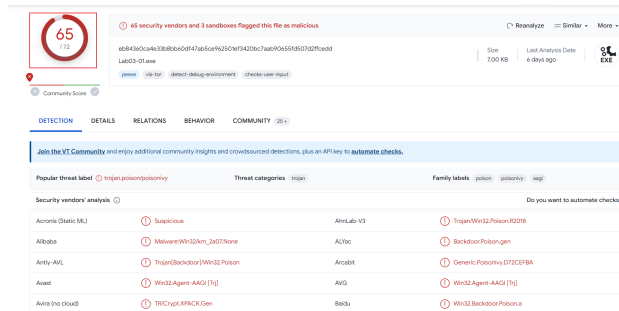 65
/ 72
Community Score
65 security vendors and 3 sandboxes flagged this file as malicious
Reanalyze Similar More
eb84360ca4e33b8bb60df47ab5ce962501ef3420bc7aab90655fd507d2ffcedd
Lab03-01.exe
Size
7.00 KB
Last Analysis Date
6 days ago
EXE
peexe via-tor detect-debug-environment checks-user-input
DETECTION DETAILS RELATIONS BEHAVIOR COMMUNITY 25 +
Join the VT Community and enjoy additional community insights and crowdsourced detections, plus an API key to automate checks.
Popular threat label trojan.poison/poisonivy Threat categories trojan Family labels poison poisonivy aagi
Security vendors' analysis Do you want to automate checks
Acronis (Static ML) Suspicious AhnLab-V3 Trojan/Win32.Poison.R2018
Alibaba Malware:Win32/km_2a07.None ALYac Backdoor.Poison.gen
Antiy-AVL Trojan[Backdoor]/Win32.Poison Arcabit Generic.PoisonIvy.D72CEFBA
Avast Win32:Agent-AAGI [Trj] AVG Win32:Agent-AAGI [Trj]
Avira (no cloud) TR/Crypt.XPACK.Gen Baidu Win32.Backdoor.Poison.a